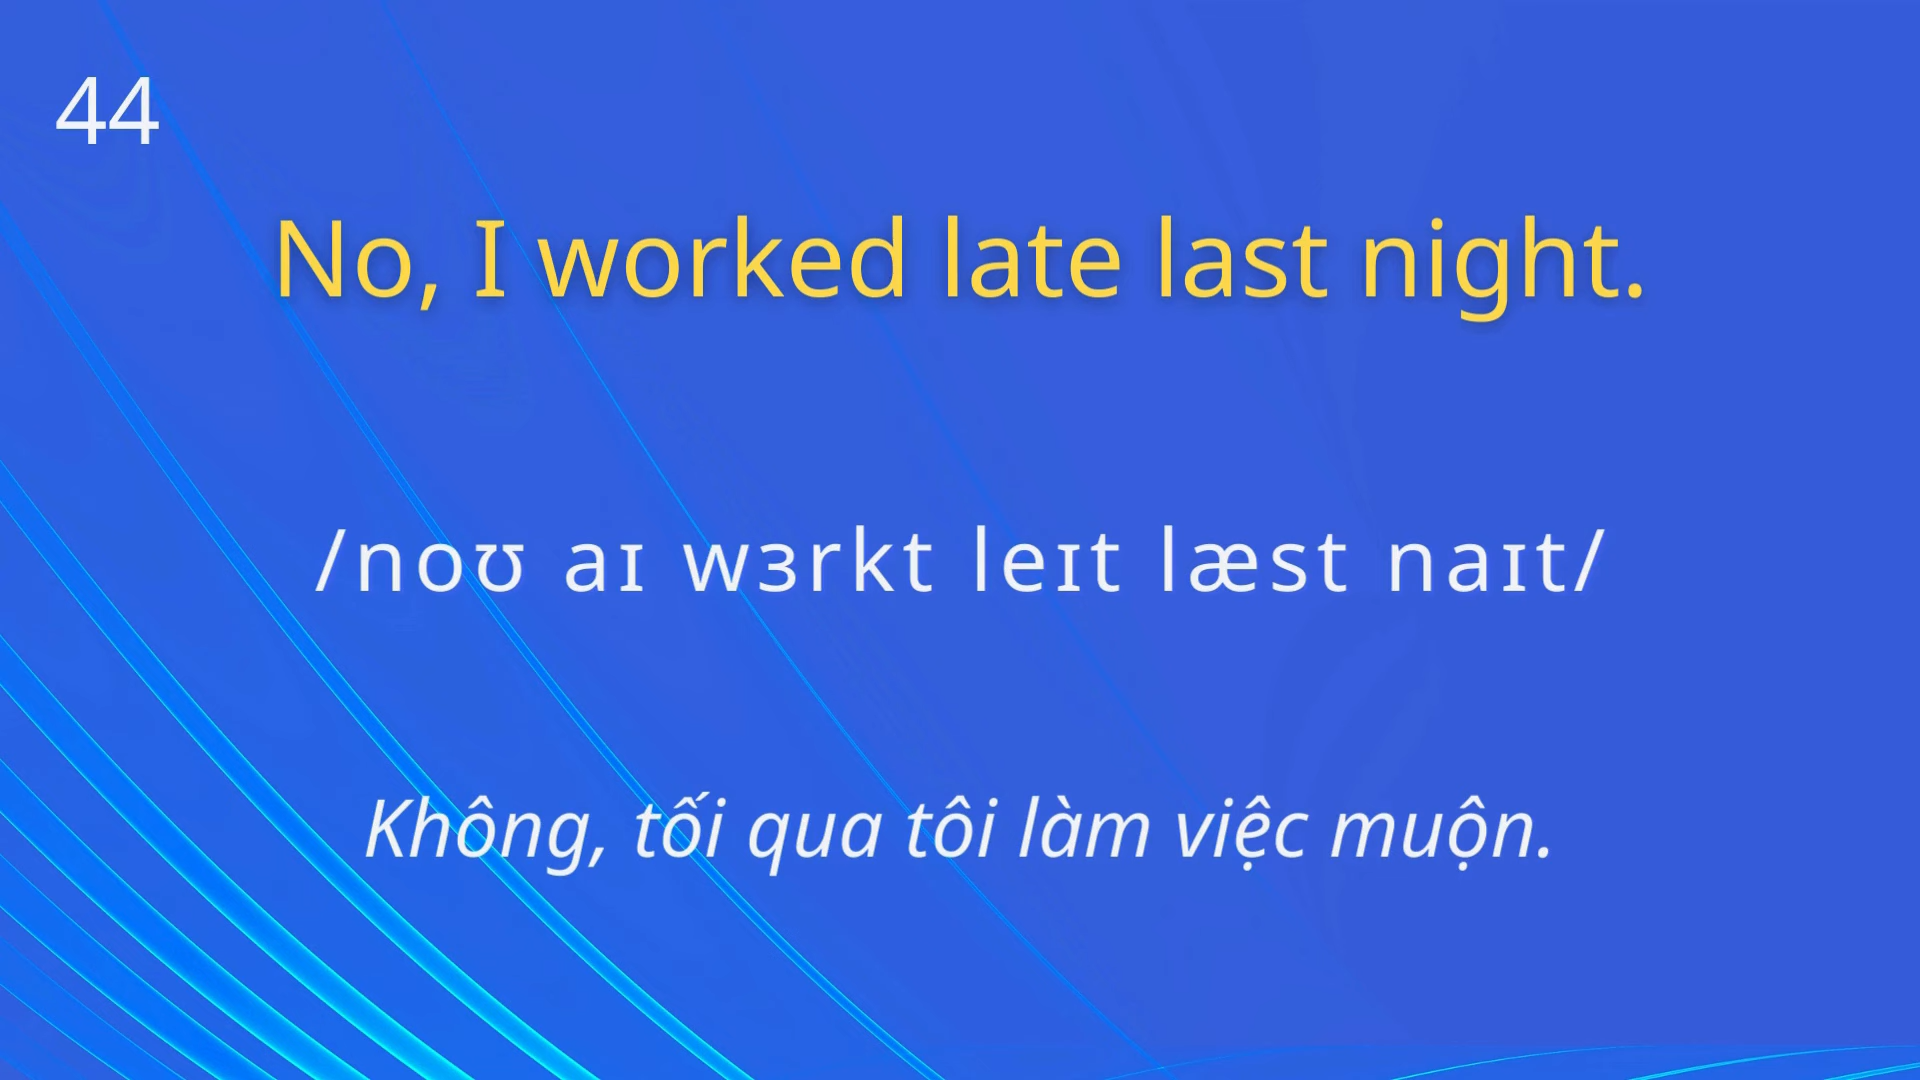 44
No, I worked late last night.
/noʊ aɪ wɜrkt leɪt læst naɪt/
Không, tối qua tôi làm việc muộn.